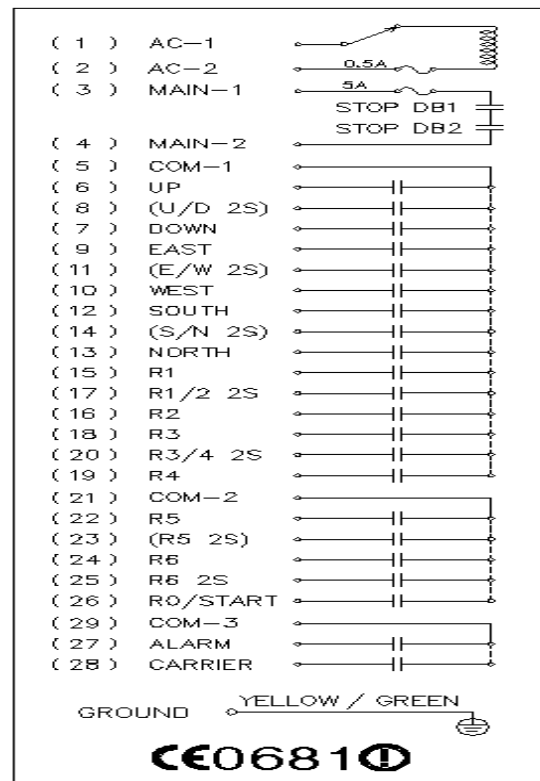 ( 1 ) AC-1
( 2 ) AC-2 0.5A
( 3 ) MAIN-1 5A
STOP DB1
STOP DB2
( 4 ) MAIN-2
( 5 ) COM-1
( 6 ) UP
( 8 ) (U/D 2S)
( 7 ) DOWN
( 9 ) EAST
( 11 ) (E/W 2S)
( 10 ) WEST
( 12 ) SOUTH
( 14 ) (S/N 2S)
( 13 ) NORTH
( 15 ) R1
( 17 ) R1/2 2S
( 16 ) R2
( 18 ) R3
( 20 ) R3/4 2S
( 19 ) R4
( 21 ) COM-2
( 22 ) R5
( 23 ) (R5 2S)
( 24 ) R6
( 25 ) R6 2S
( 26 ) R0/START
( 29 ) COM-3
( 27 ) ALARM
( 28 ) CARRIER
YELLOW / GREEN
GROUND
CE0681